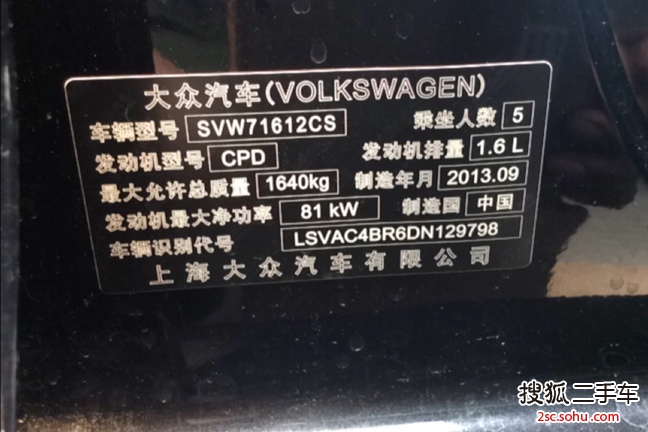 大众汽车(VOLKSWAGEN)
车辆型号 SVW71612CS 乘坐人数 5
发动机型号 CPD 发动机排量 1.6 L
最大允许总质量 1640kg 制造年月 2013.09
发动机最大净功率 81 kW 制造国 中国
车辆识别代号 LSVAC4BR6DN129798
上海大众汽车有限公司
搜狐二手车
2sc.sohu.com